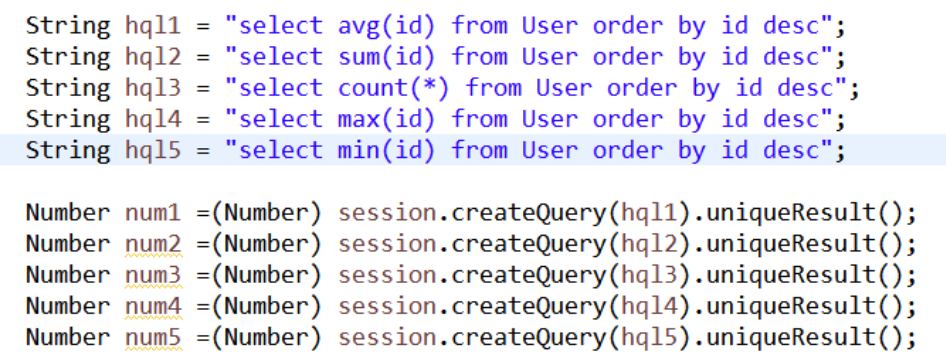 String hql1 = "select avg(id) from User order by id desc";
String hql2 = "select sum(id) from User order by id desc";
String hql3 = "select count(*) from User order by id desc";
String hql4 = "select max(id) from User order by id desc";
String hql5 = "select min(id) from User order by id desc";
Number num1 =(Number) session.createQuery(hql1).uniqueResult();
Number num2 =(Number) session.createQuery(hql2).uniqueResult();
Number num3 =(Number) session.createQuery(hql3).uniqueResult();
Number num4 =(Number) session.createQuery(hql4).uniqueResult();
Number num5 =(Number) session.createQuery(hql5).uniqueResult();